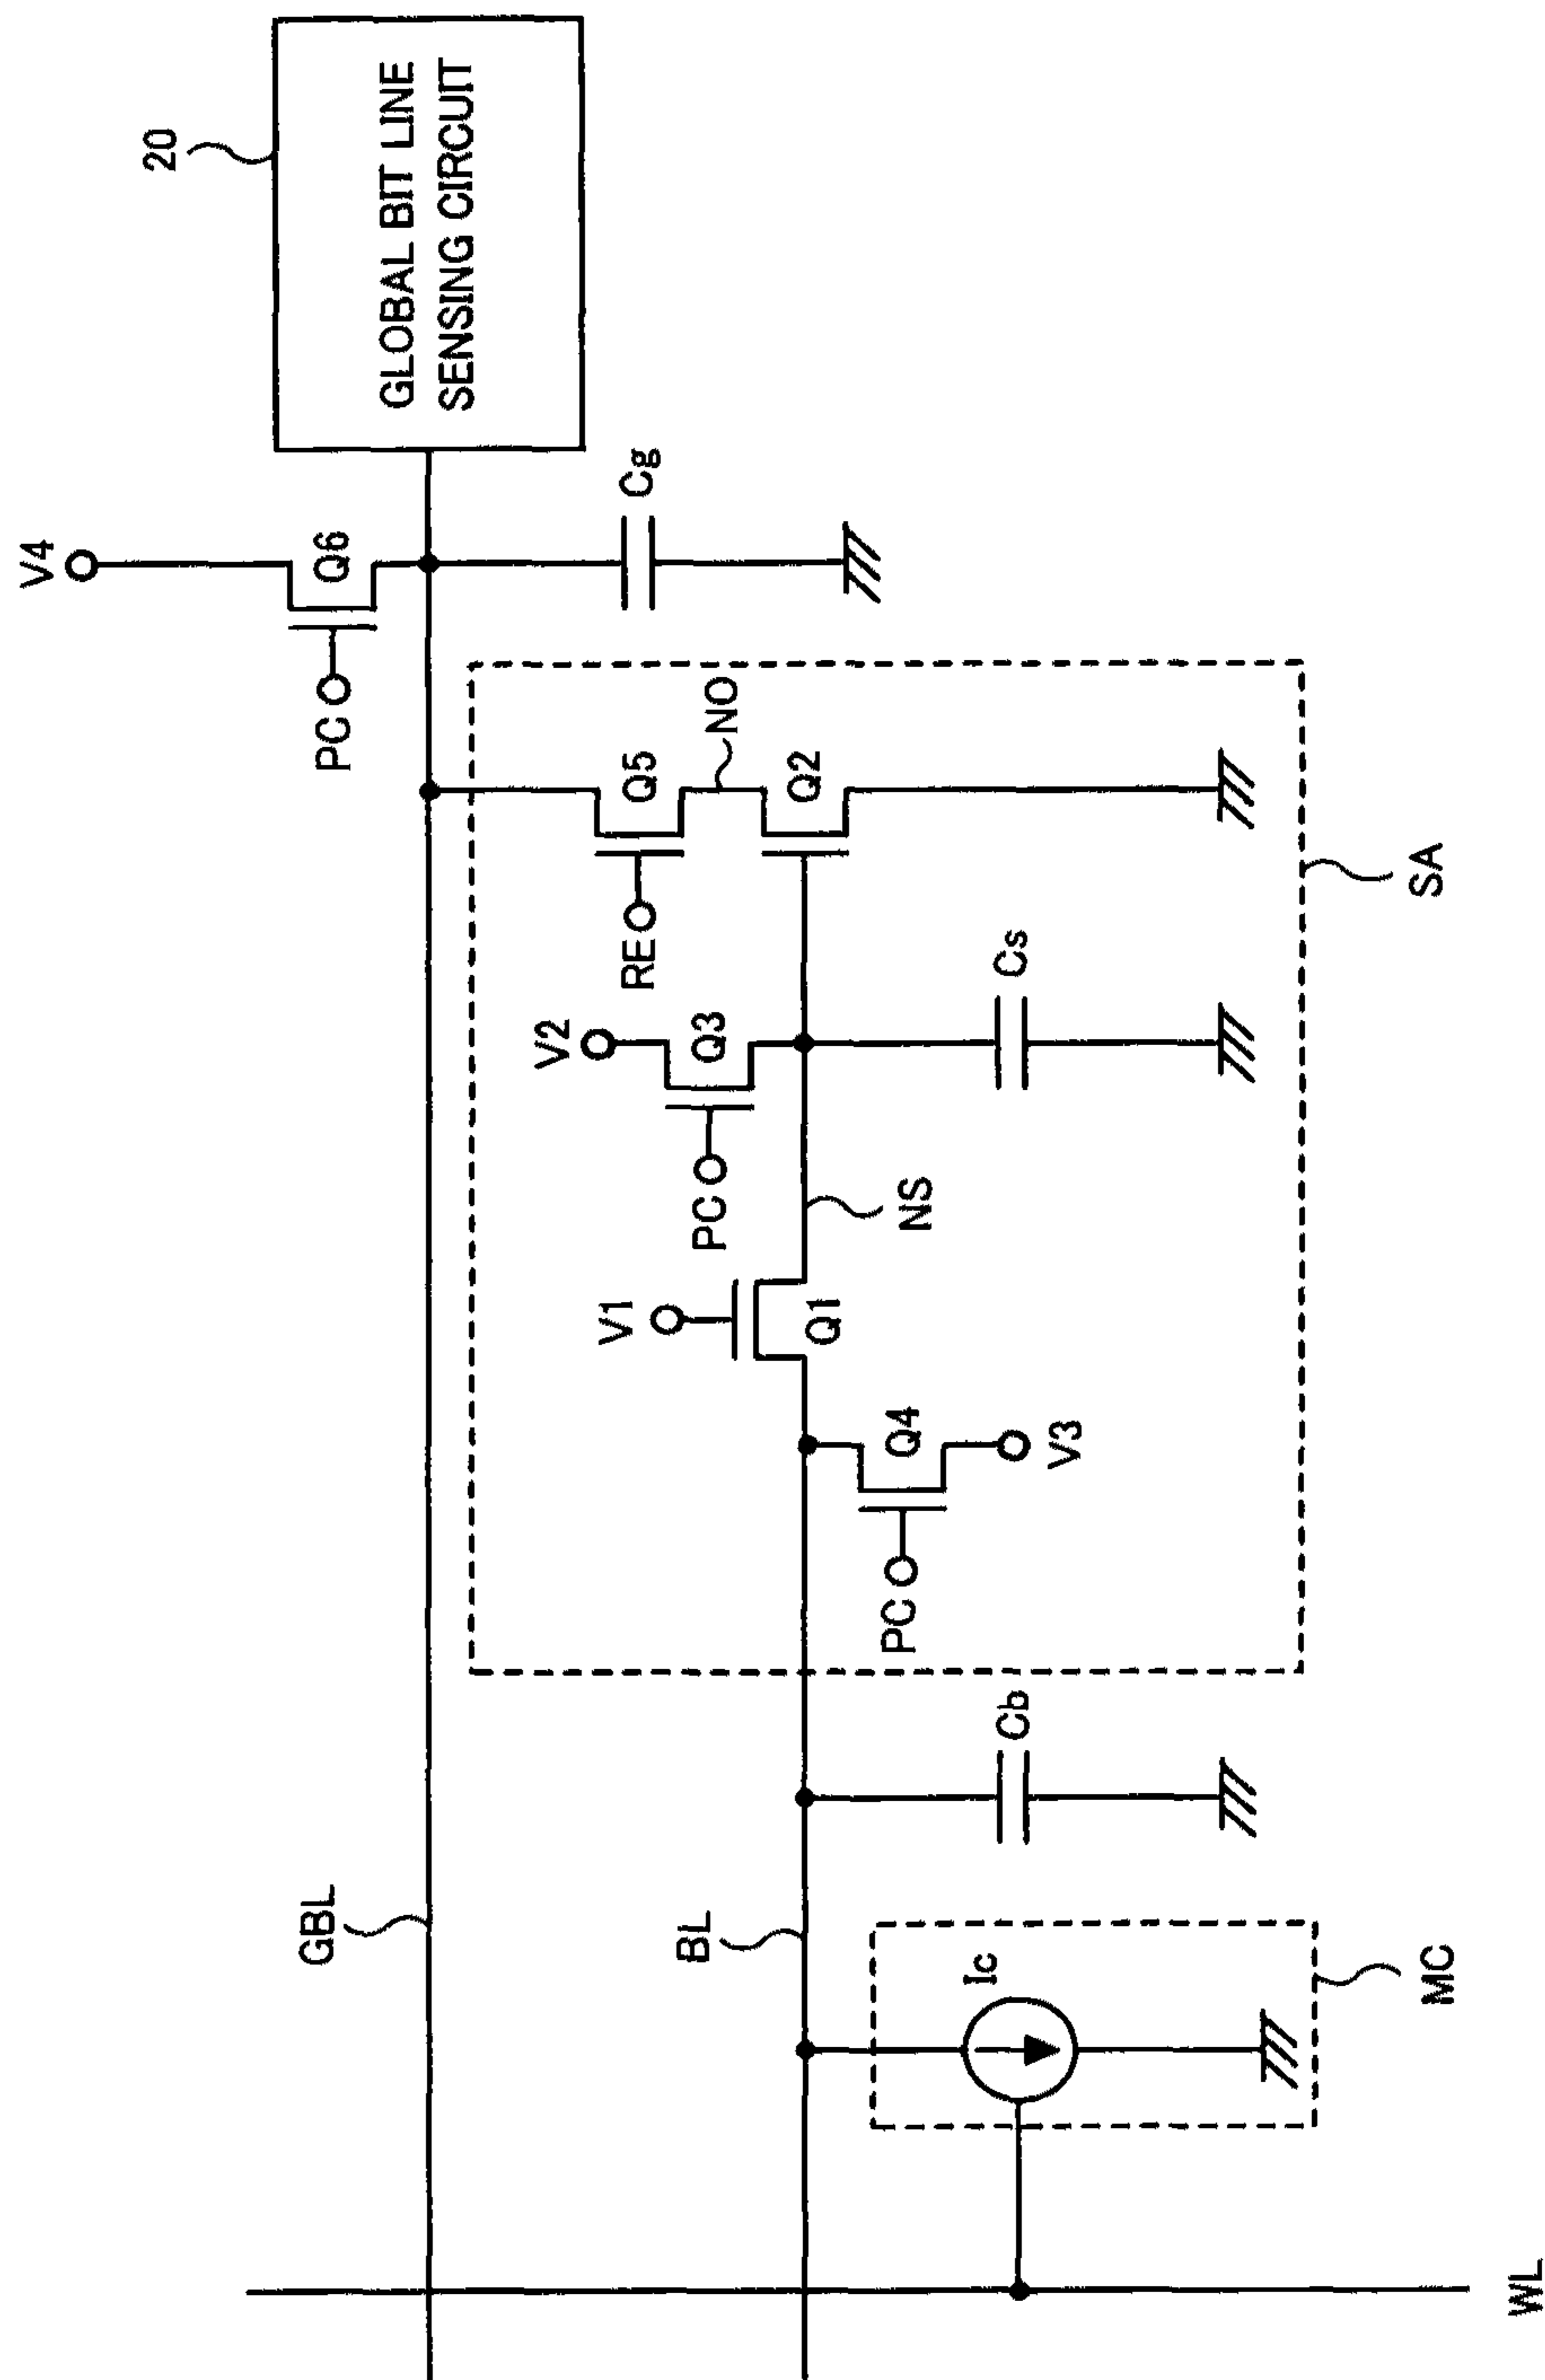 20
GLOBAL BIT LINE
SENSING CIRCUIT
V4
Q6
PC
Cg
GBL
V2
RE
Q5
NO
PC
Q3
Q2
V1
Q1
NS
Cs
BL
Q4
PC
V3
Cb
SA
Ic
MC
WL